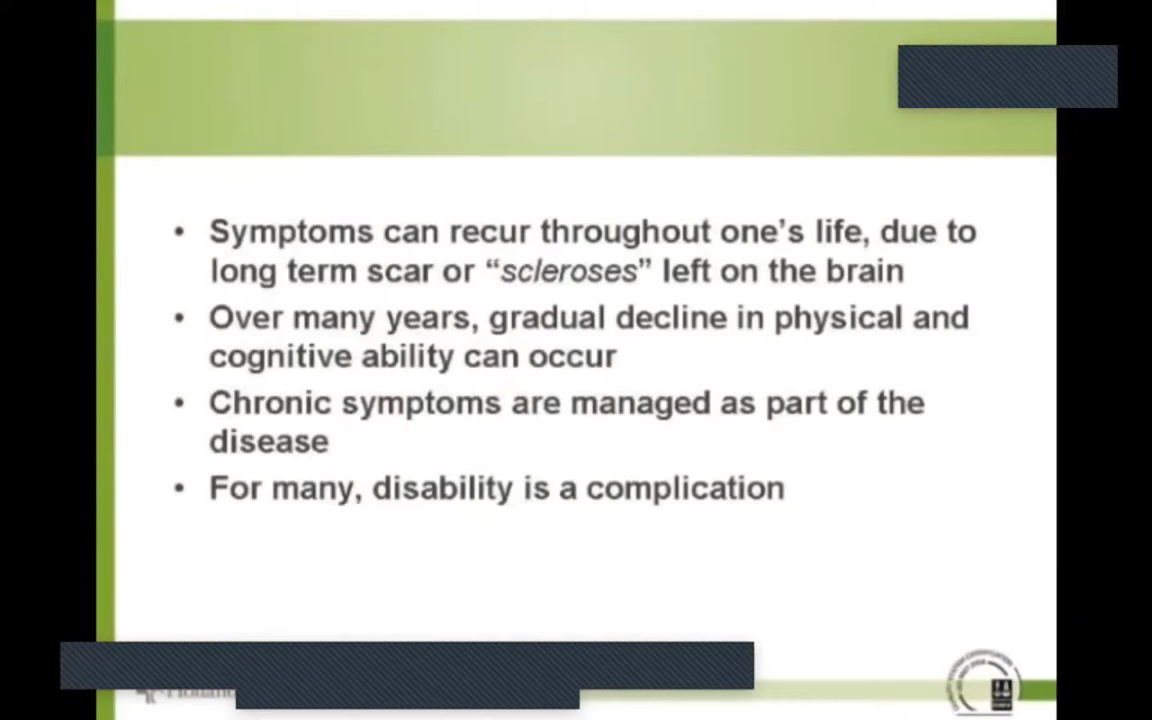 • Symptoms can recur throughout one's life, due to
long term scar or “scleroses” left on the brain
• Over many years, gradual decline in physical and
cognitive ability can occur
• Chronic symptoms are managed as part of the
disease
• For many, disability is a complication